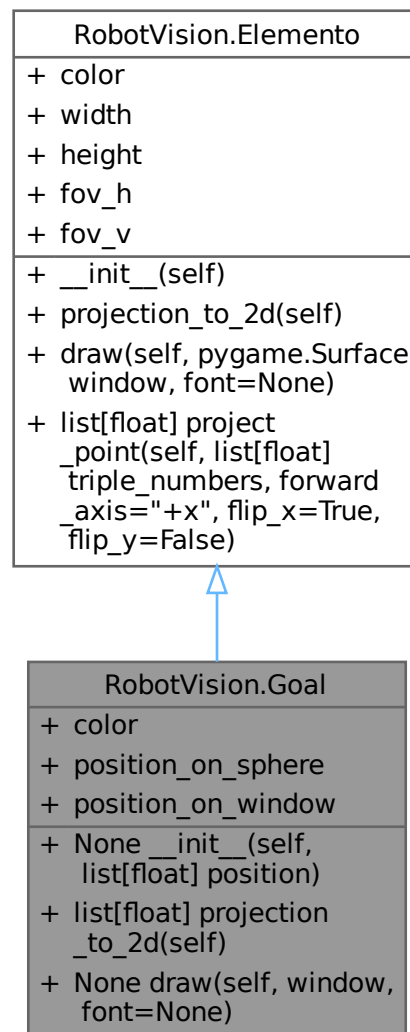 RobotVision.Elemento
+ color
+ width
+ height
+ fov_h
+ fov_v
+ __init__(self)
+ projection_to_2d(self)
+ draw(self, pygame.Surface
window, font=None)
+ list[float] project
_point(self, list[float]
triple_numbers, forward
_axis="+x", flip_x=True,
flip_y=False)
RobotVision.Goal
+ color
+ position_on_sphere
+ position_on_window
+ None __init__(self,
list[float] position)
+ list[float] projection
_to_2d(self)
+ None draw(self, window,
font=None)